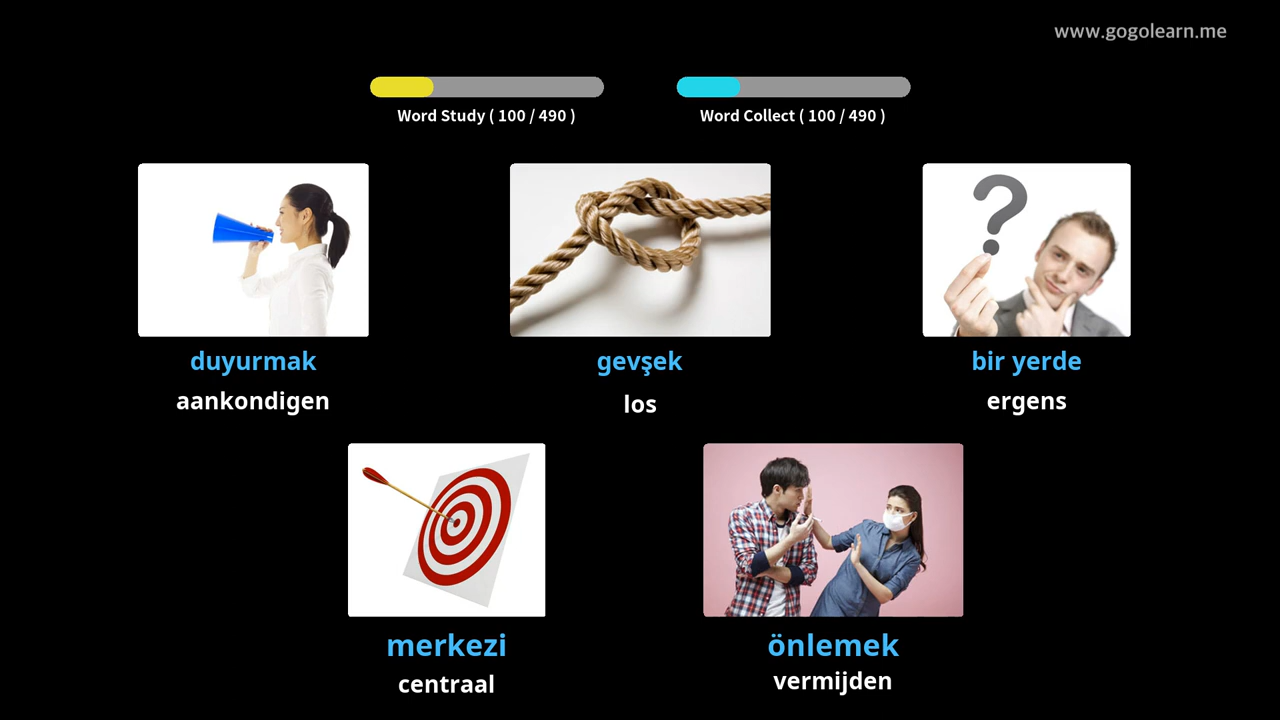 www.gogolearn.me
Word Study ( 100 / 490 )
Word Collect ( 100 / 490 )
duyurmak
aankondigen
gevşek
los
bir yerde
ergens
merkezi
centraal
önlemek
vermijden